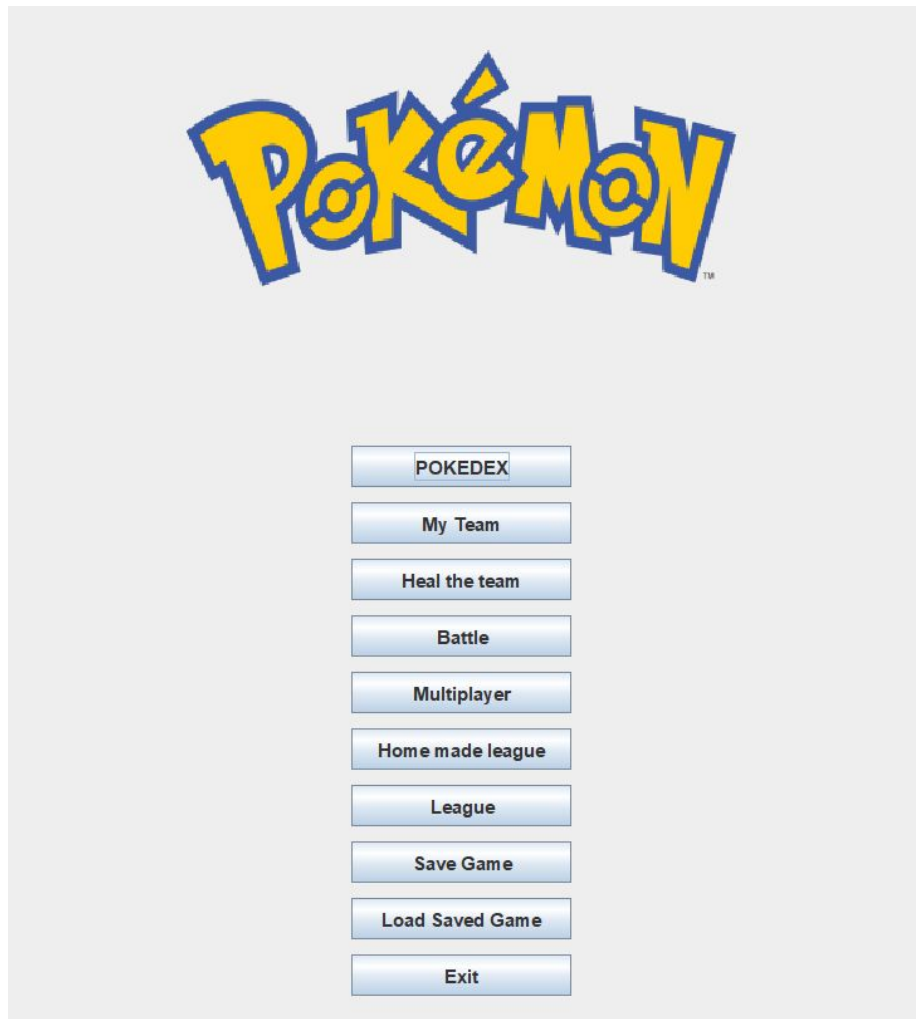 POKéMON
TM
POKEDEX
My Team
Heal the team
Battle
Multiplayer
Home made league
League
Save Game
Load Saved Game
Exit